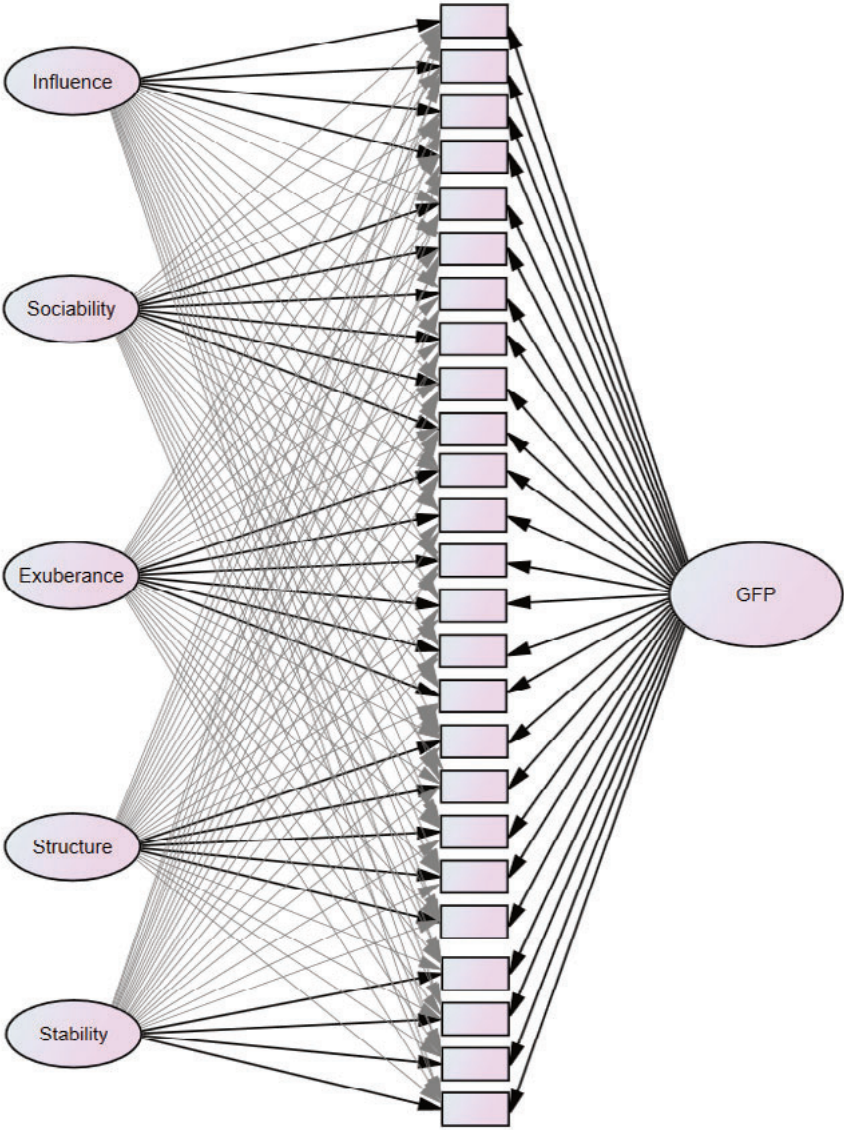 Influence
Sociability
Exuberance
GFP
Structure
Stability